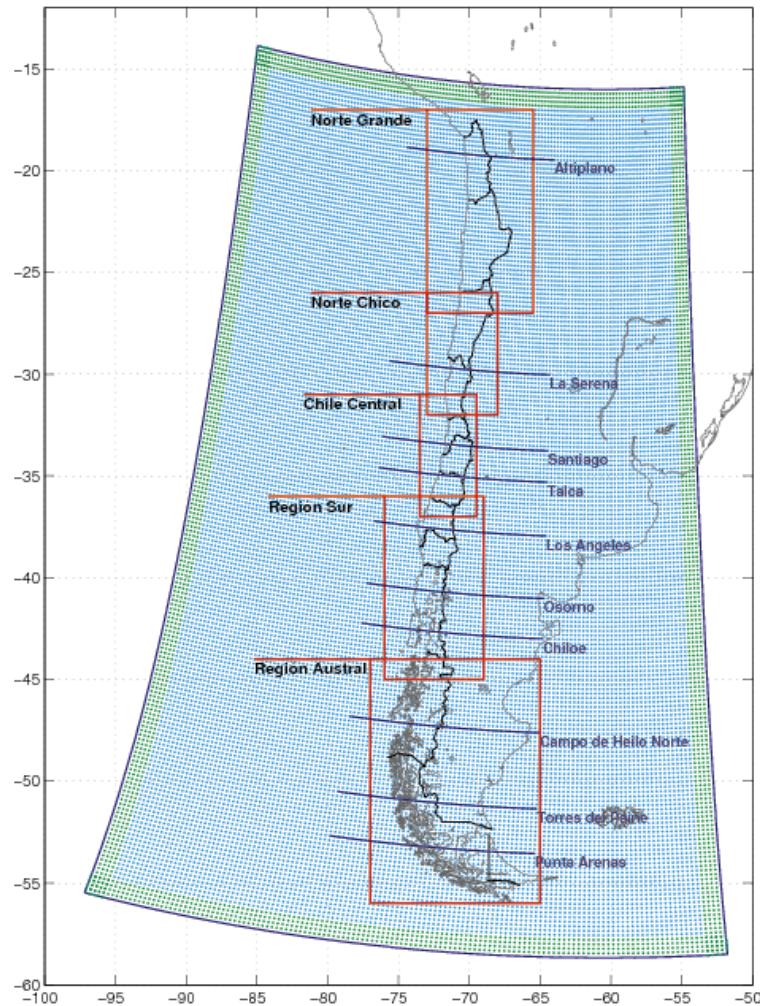 −15
Norte Grande
Altiplano
−20
−25
Norte Chico
−30
La Serena
Chile Central
Santiago
−35
Talca
Region Sur
Los Angeles
−40
Osorno
Chiloe
Región Austral
−45
Campo de Heilo Norte
−50
Torres del Paine
Punta Arenas
−55
−60
−100 −95 −90 −85 −80 −75 −70 −65 −60 −55 −50